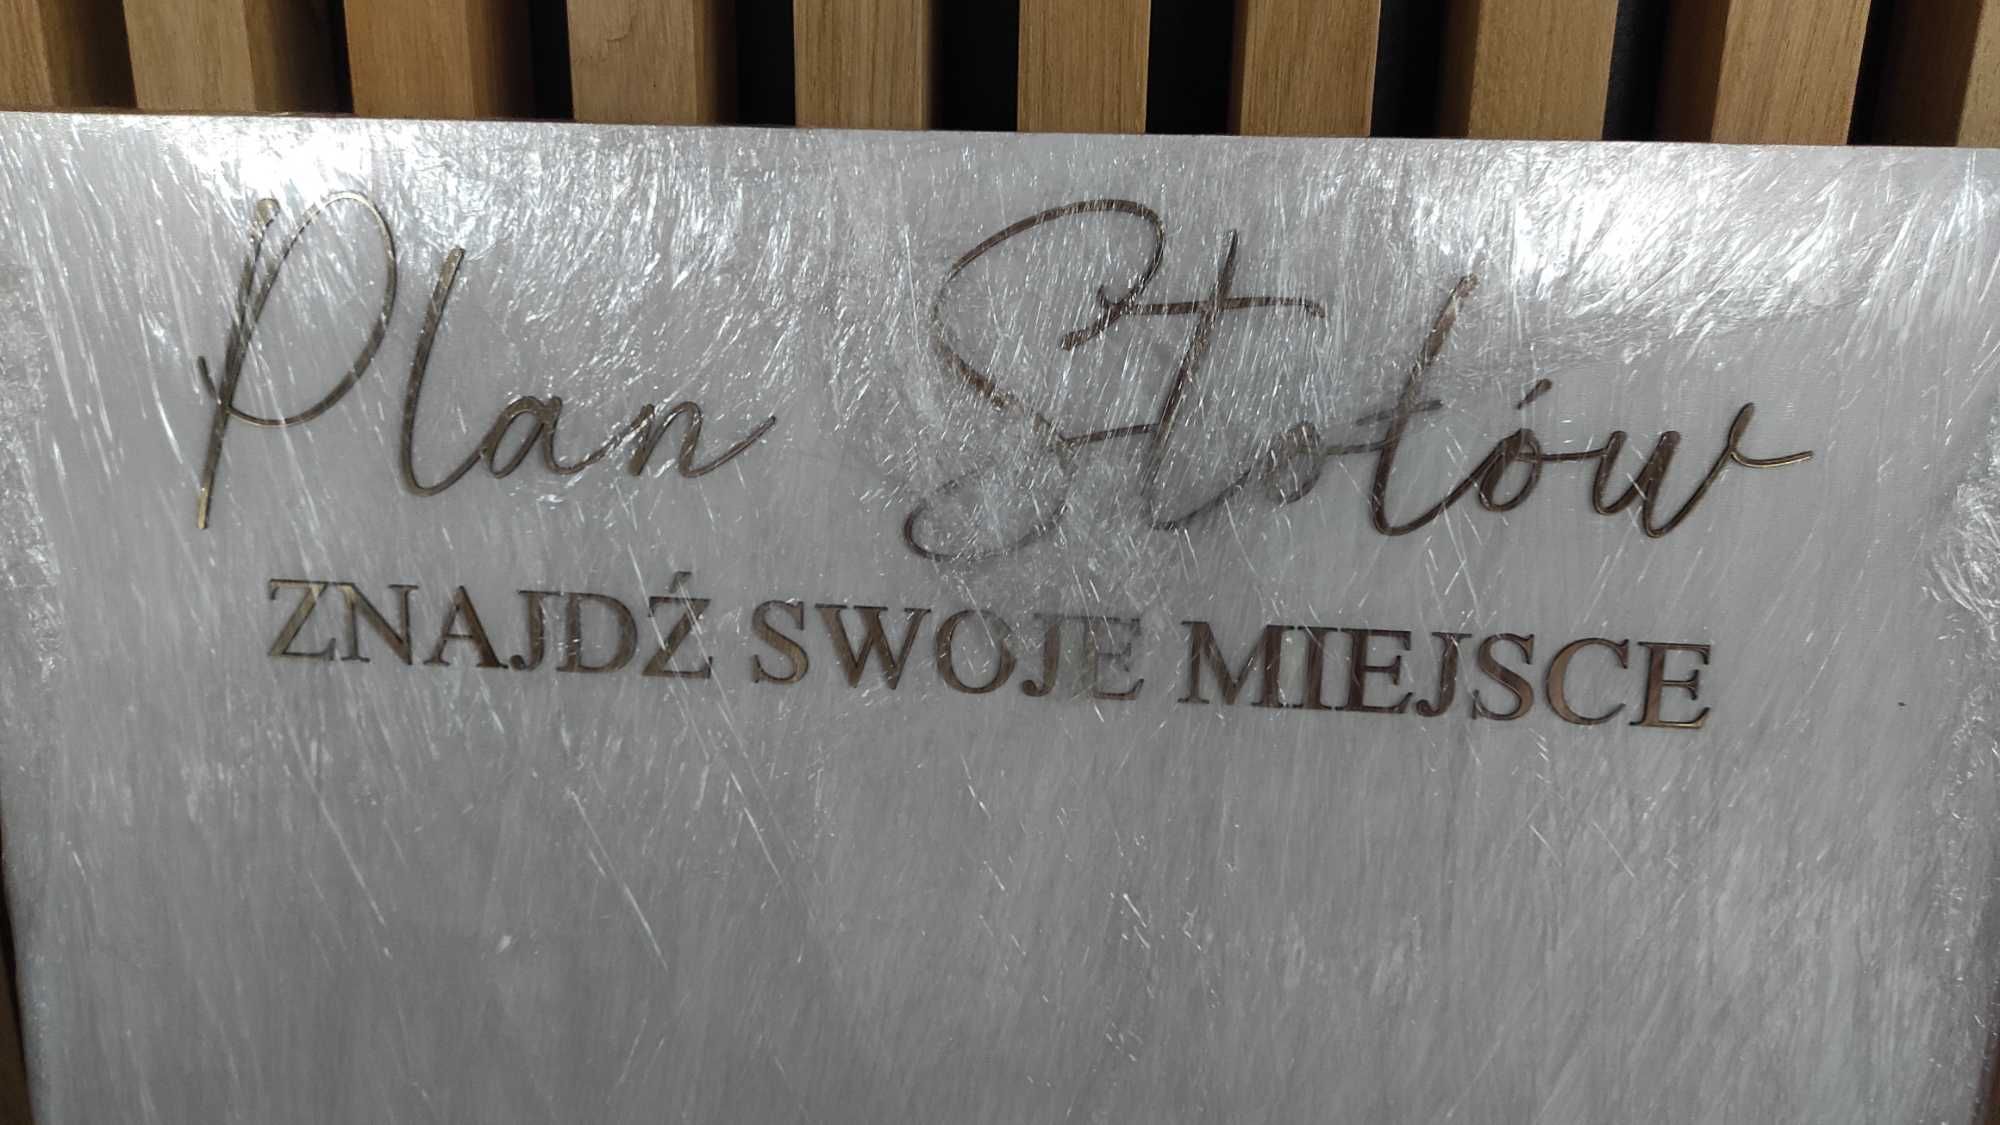 Plan Stołów
ZNAJDŹ SWOJE MIEJSCE